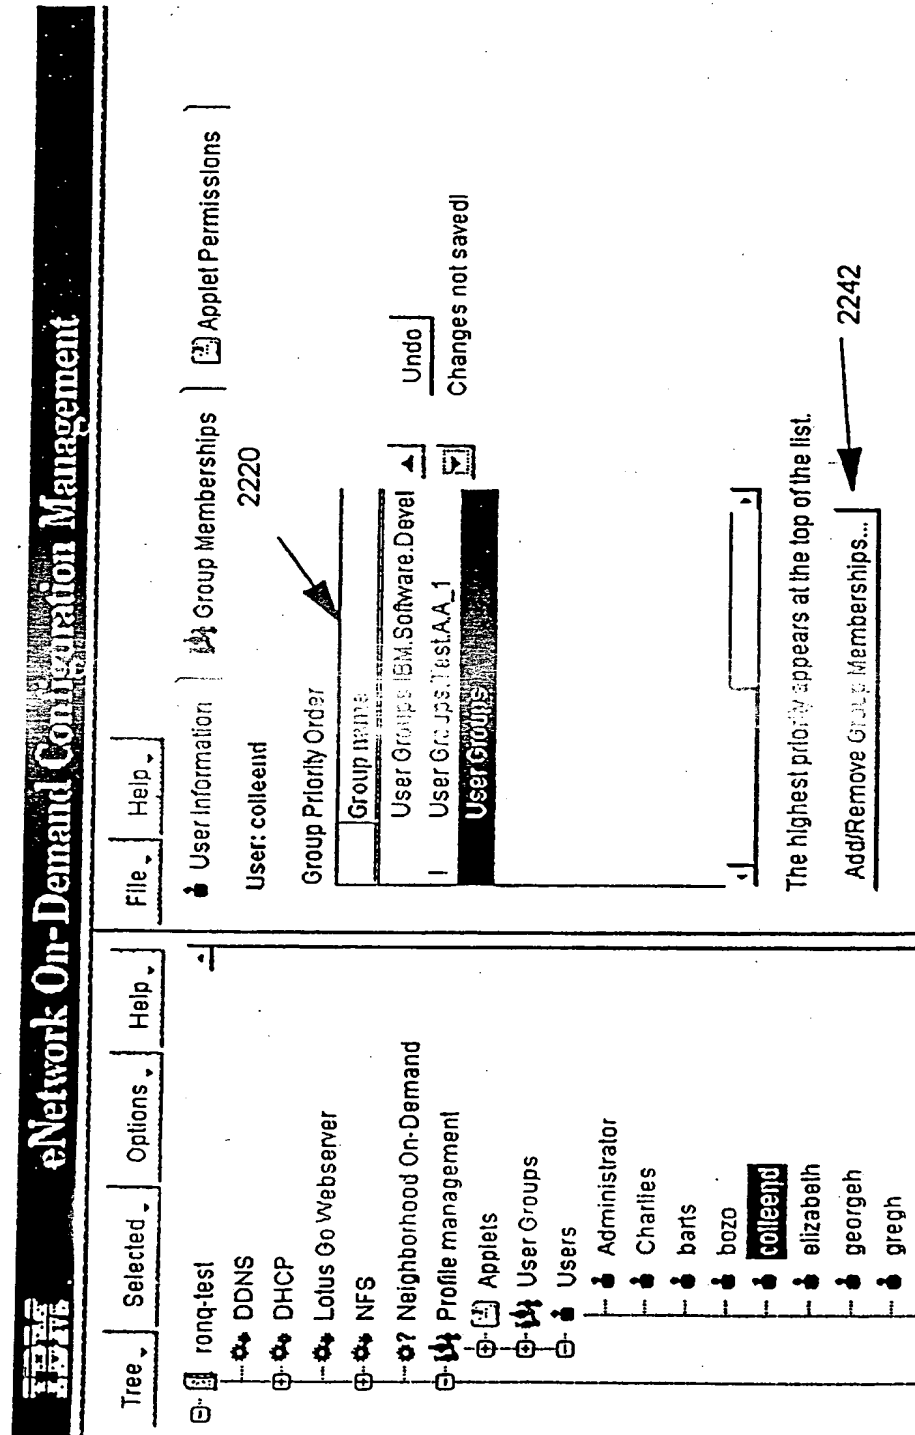 IBM eNetwork On-Demand Configuration Management
Tree Selected Options Help
ronq-test
DDNS
DHCP
Lotus Go Webserver
NFS
? Neighborhood On-Demand
Profile management
Applets
User Groups
Users
Administrator
Charlies
barts
bozo
colleend
elizabeth
georgeh
gregh
File Help
User Information Group Memberships Applet Permissions
User: colleend
2220
Group Priority Order
Group name
User Groups.IBM.Software.Devel
User Groups.Test.A.A_1
User Groups
Undo
Changes not saved!
The highest priority appears at the top of the list.
Add/Remove Group Memberships...
2242